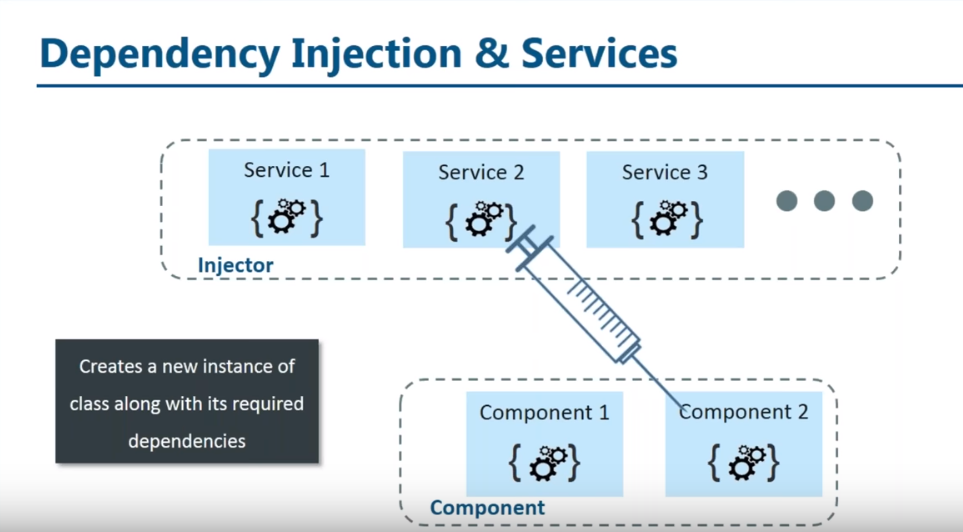 Dependency Injection & Services
Service 1
Service 2
Service 3
{ }
{ }
{ }
Injector
Creates a new instance of
class along with its required
dependencies
Component 1
Component 2
{ }
{ }
Component